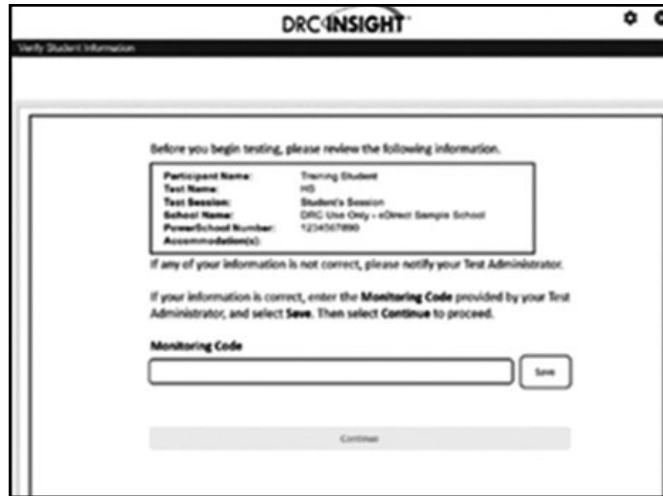 DRC INSIGHT
Verify Student Information
Before you begin testing, please review the following information.
Participant Name: Training Student
Test Name: HS
Test Session: Student's Session
School Name: DRC Use Only - eDirect Sample School
PowerSchool Number: 1234567890
Accommodation(s):
If any of your information is not correct, please notify your Test Administrator.
If your information is correct, enter the Monitoring Code provided by your Test
Administrator, and select Save. Then select Continue to proceed.
Monitoring Code
Save
Continue